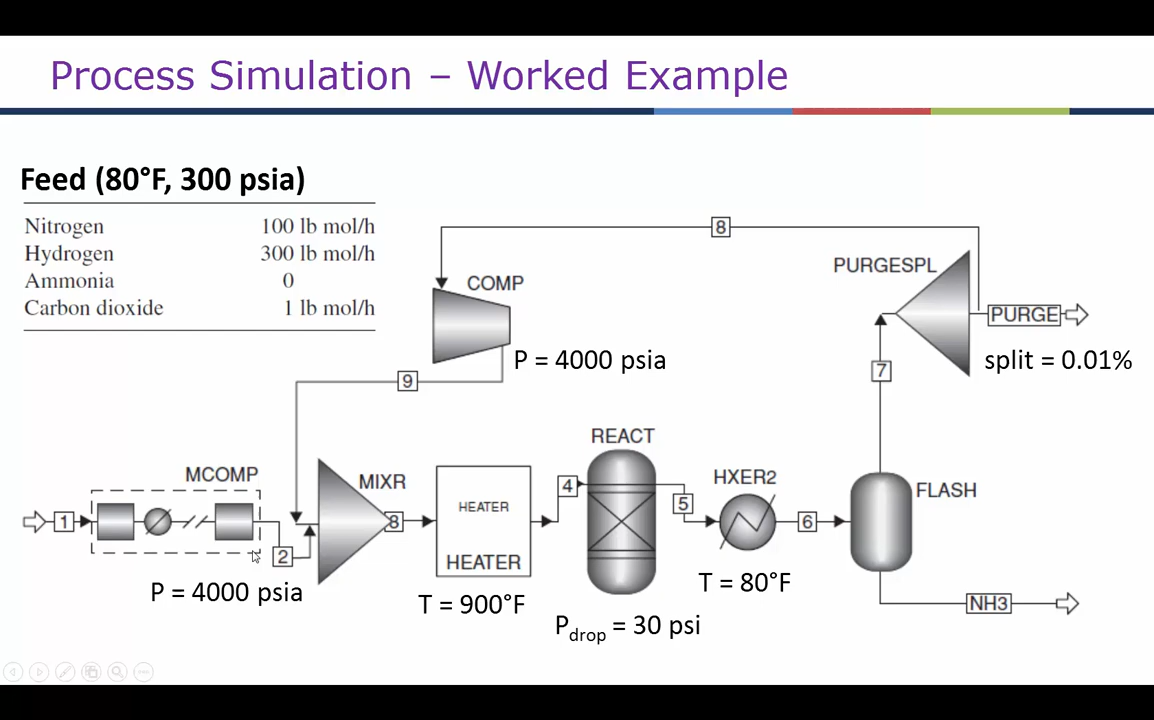 Process Simulation – Worked Example
Feed (80°F, 300 psia)
Nitrogen 100 lb mol/h
Hydrogen 300 lb mol/h
Ammonia 0
Carbon dioxide 1 lb mol/h
8
COMP
P = 4000 psia
9
PURGESPL
PURGE
split = 0.01%
7
MCOMP
1
2
P = 4000 psia
MIXR
8
HEATER
HEATER
T = 900°F
4
REACT
5
Pdrop = 30 psi
HXER2
6
T = 80°F
FLASH
NH3